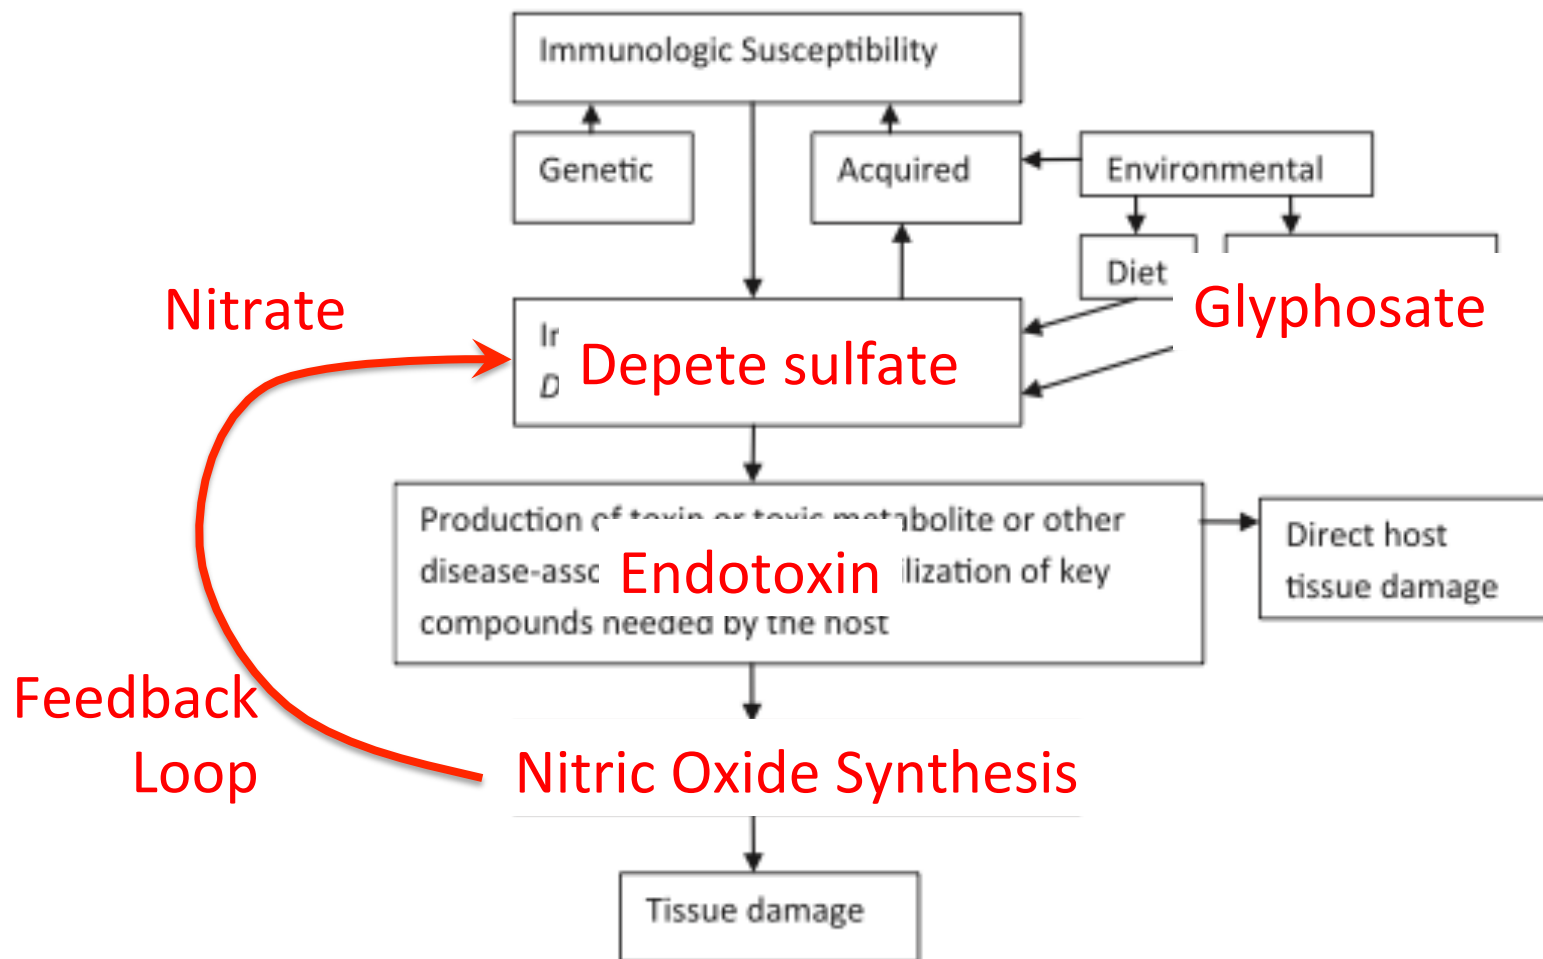 Immunologic Susceptibility
Genetic
Acquired
Environmental
Diet
Glyphosate
Nitrate
Depete sulfate
Production of toxin or toxic metabolite or other
disease-asso
Endotoxin
ilization of key
compounds needed by the host
Direct host
tissue damage
Feedback
Loop
Nitric Oxide Synthesis
Tissue damage